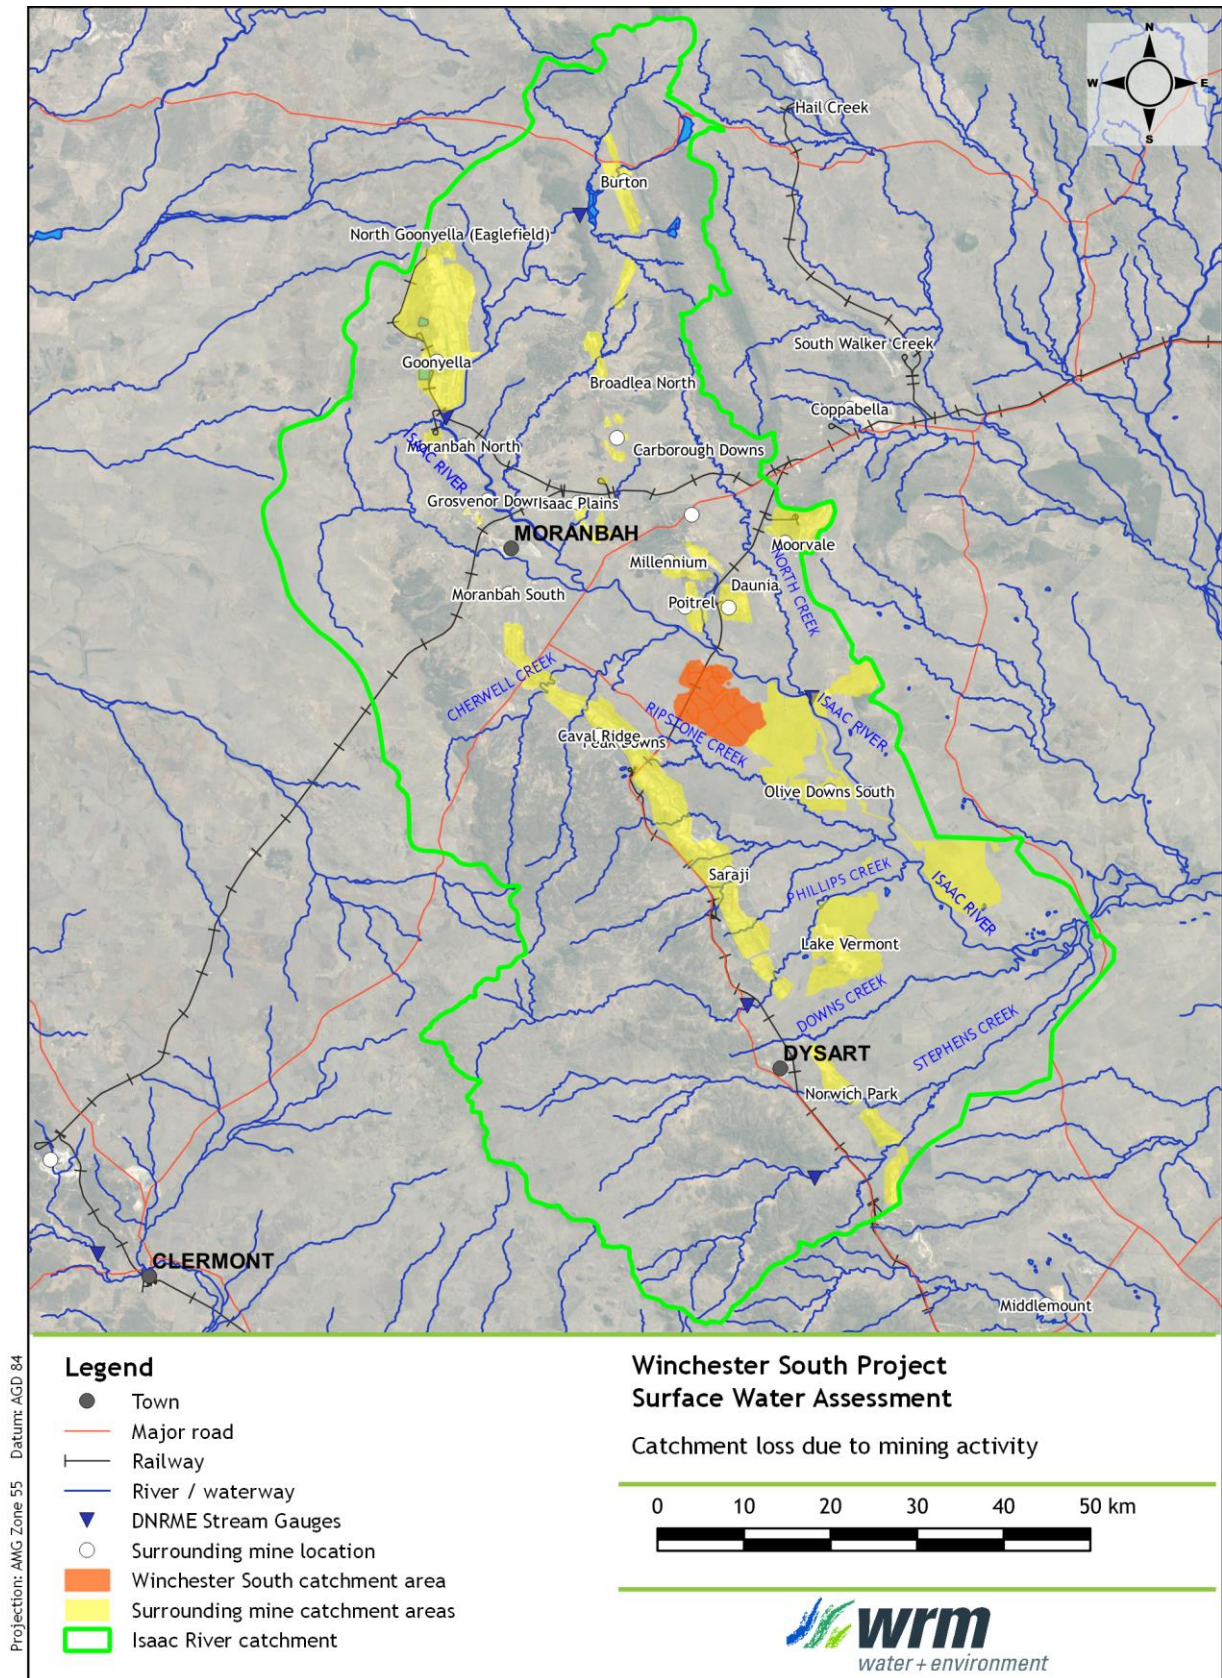 N
W
E
S
Hail Creek
Burton
North Goonyella (Eaglefield)
South Walker Creek
Goonyella
Broadlea North
Coppabella
Moranbah North
Carborough Downs
ISAAC RIVER
Grosvenor Downs
Isaac Plains
MORANBAH
Moorvale
Millennium
Daunia
NORTH CREEK
Moranbah South
Poitrel
CHERWELL CREEK
RIPSTONE CREEK
ISAAC RIVER
Caval Ridge
Peak Downs
Olive Downs South
Saraji
PHILLIPS CREEK
ISAAC RIVER
Lake Vermont
DOWNS CREEK
STEPHENS CREEK
DYSART
Norwich Park
CLERMONT
Middlemount
Projection: AMG Zone 55 Datum: AGD 84
Legend
Town
Major road
Railway
River / waterway
DNRME Stream Gauges
Surrounding mine location
Winchester South catchment area
Surrounding mine catchment areas
Isaac River catchment
Winchester South Project
Surface Water Assessment
Catchment loss due to mining activity
0 10 20 30 40 50 km
wrm
water + environment